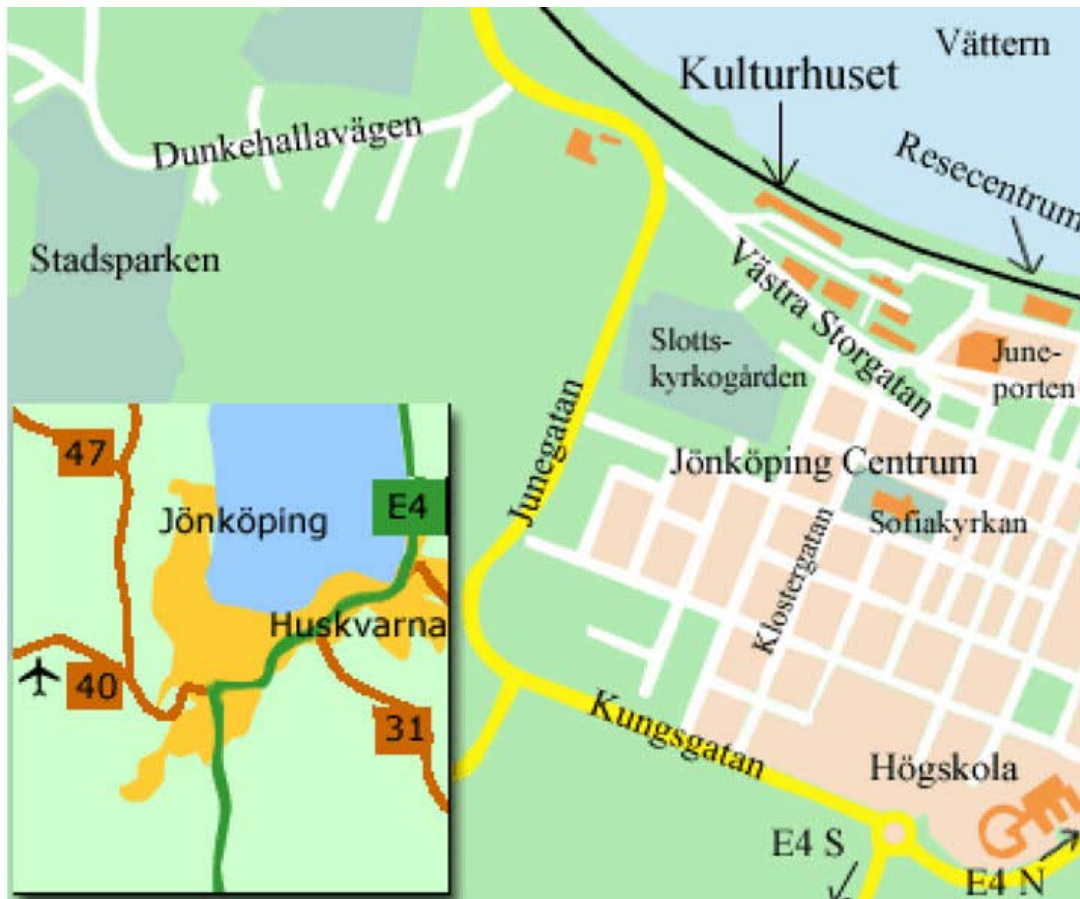 Vättern
Kulturhuset
Resecentrum
Dunkehallavägen
Stadsparken
Västra Storgatan
Slotts-
kyrkogården
June-
porten
Junegatan
Jönköping Centrum
Sofiakyrkan
Klostergatan
Kungsgatan
Högskola
E4 S
E4 N
47
Jönköping
E4
Huskvarna
40
31